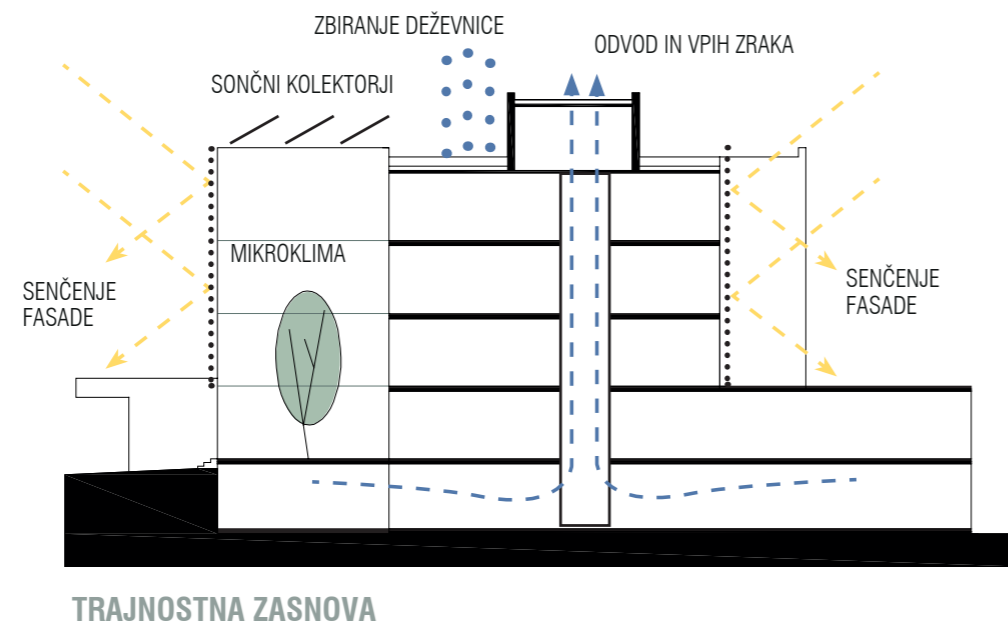 ZBIRANJE DEŽEVNICE
ODVOD IN VPIH ZRAKA
SONČNI KOLEKTORJI
MIKROKLIMA
SENČENJE
FASADE
SENČENJE
FASADE
TRAJNOSTNA ZASNOVA